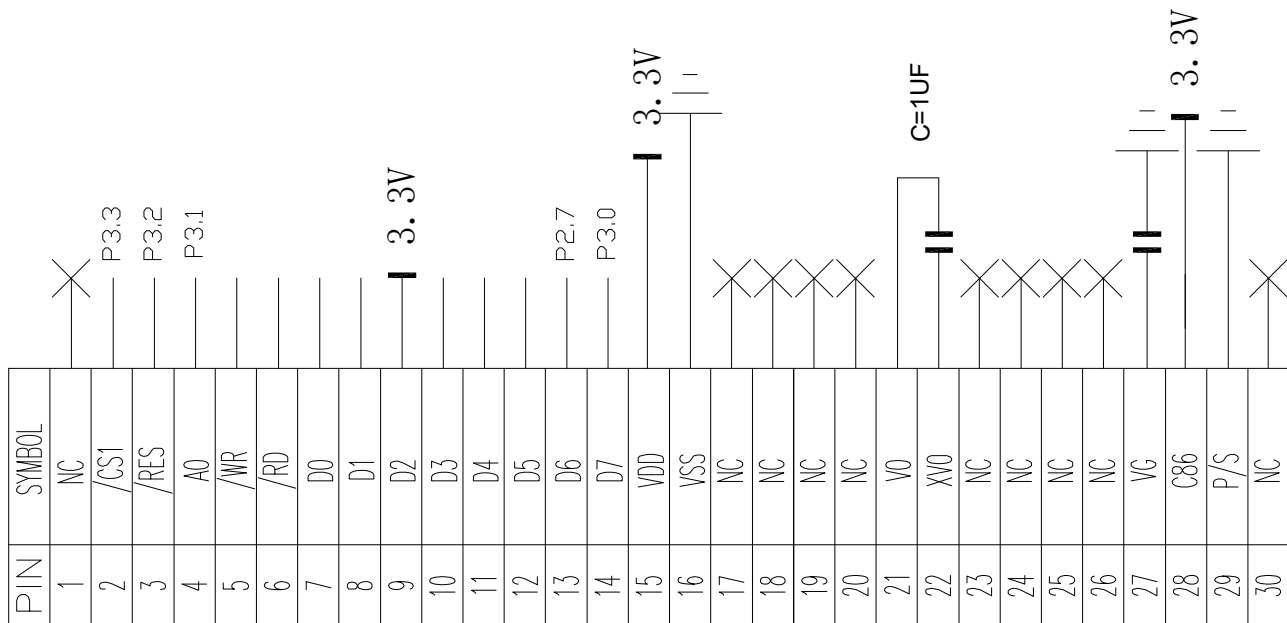 P3.3
P3.2
P3.1
3.3V
P2.7
P3.0
3.3V
C=1UF
3.3V
PIN SYMBOL
1 NC
2 /CS1
3 /RES
4 A0
5 /WR
6 /RD
7 D0
8 D1
9 D2
10 D3
11 D4
12 D5
13 D6
14 D7
15 VDD
16 VSS
17 NC
18 NC
19 NC
20 NC
21 V0
22 XV0
23 NC
24 NC
25 NC
26 NC
27 VG
28 C86
29 P/S
30 NC